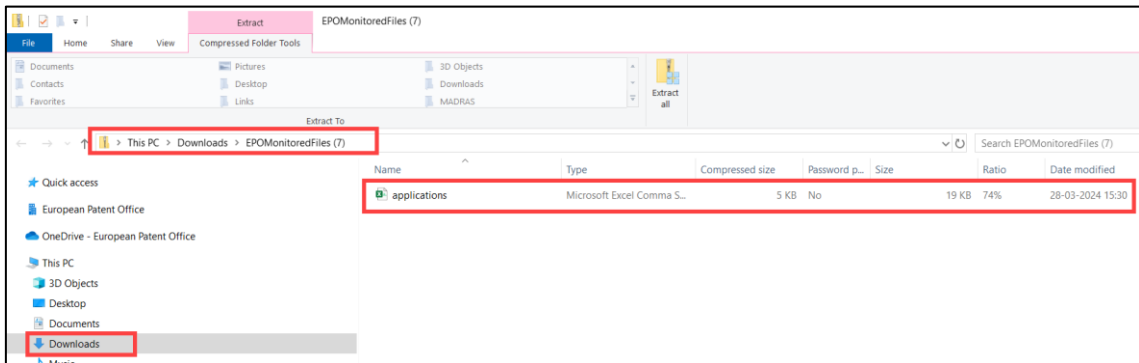 Extract EPOMonitoredFiles (7)
File Home Share View Compressed Folder Tools
Documents Pictures 3D Objects
Contacts Desktop Downloads
Favorites Links MADRAS
Extract all
Extract To
> This PC > Downloads > EPOMonitoredFiles (7) Search EPOMonitoredFiles (7)
Name Type Compressed size Password p... Size Ratio Date modified
applications Microsoft Excel Comma S... 5 KB No 19 KB 74% 28-03-2024 15:30
Quick access
European Patent Office
OneDrive - European Patent Office
This PC
3D Objects
Desktop
Documents
Downloads
Music